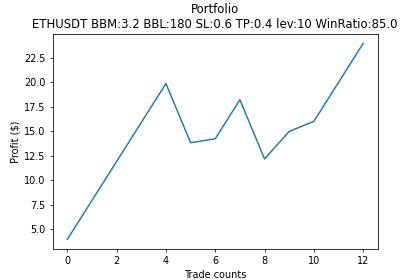 Portfolio
ETHUSDT BBM:3.2 BBL:180 SL:0.6 TP:0.4 lev:10 WinRatio:85.0
22.5
20.0
17.5
15.0
12.5
10.0
7.5
5.0
Profit ($)
0 2 4 6 8 10 12
Trade counts